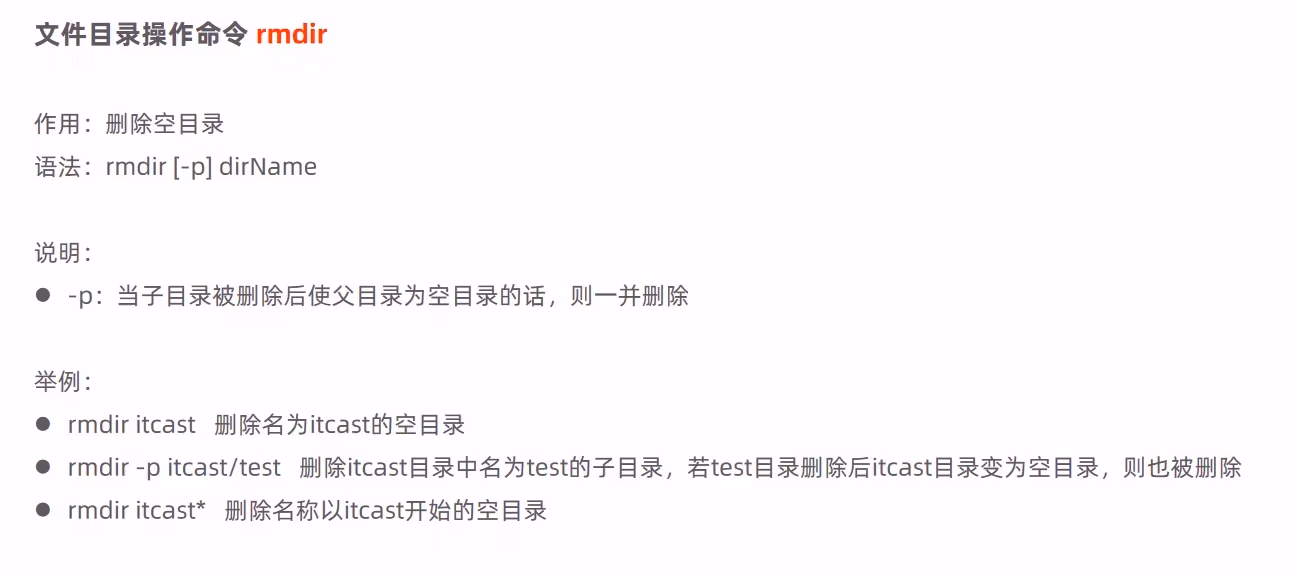 文件目录操作命令 rmdir
作用：删除空目录
语法：rmdir [-p] dirName
说明：
● -p：当子目录被删除后使父目录为空目录的话，则一并删除
举例：
● rmdir itcast 删除名为itcast的空目录
● rmdir -p itcast/test 删除itcast目录中名为test的子目录，若test目录删除后itcast目录变为空目录，则也被删除
● rmdir itcast* 删除名称以itcast开始的空目录